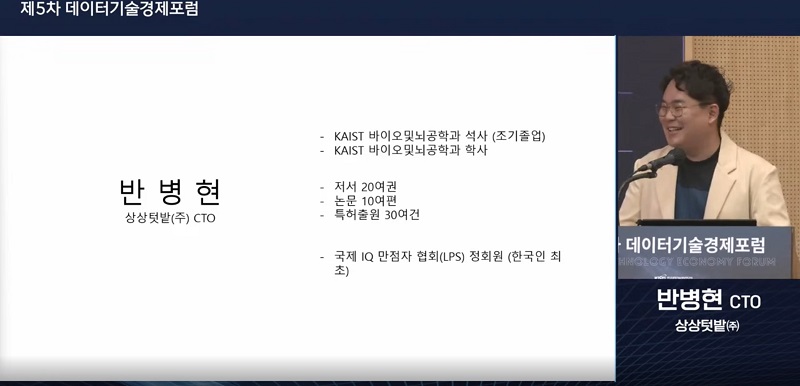 제5차 데이터기술경제포럼
반 병 현
상상텃밭(주) CTO
- KAIST 바이오및뇌공학과 석사 (조기졸업)
- KAIST 바이오및뇌공학과 학사
- 저서 20여권
- 논문 10여편
- 특허출원 30여건
- 국제 IQ 만점자 협회(LPS) 정회원 (한국인 최
초)
데이터기술경제포럼
HNOLOGY ECONOMY FORUM
반병현 CTO
상상텃밭㈜